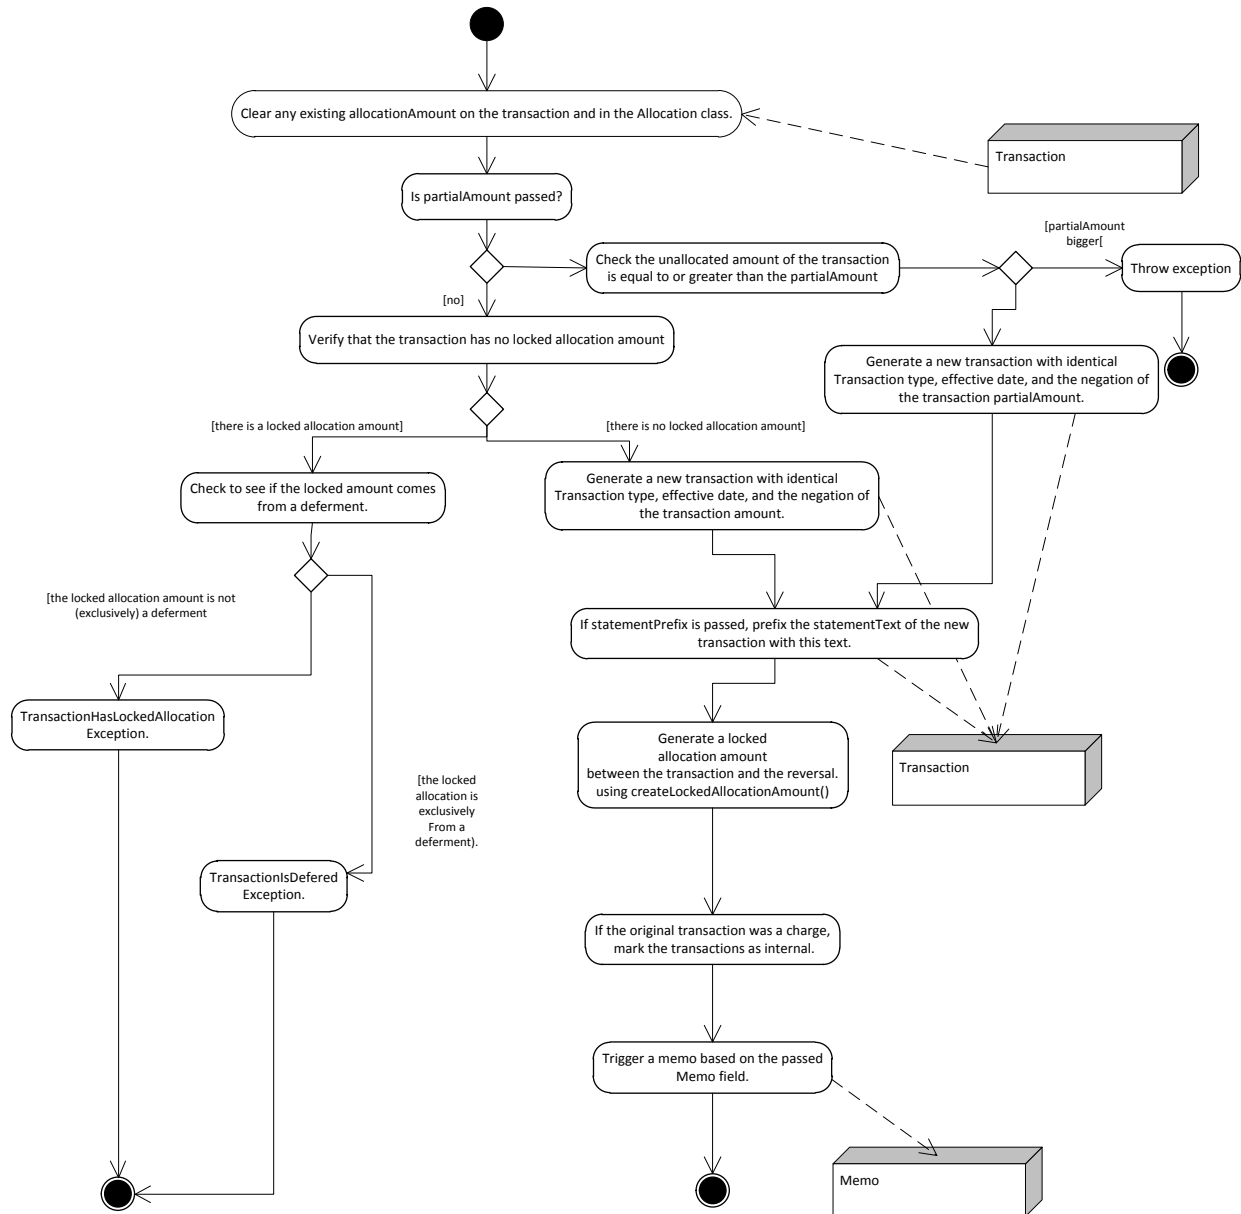 Clear any existing allocationAmount on the transaction and in the Allocation class.
Transaction
Is partialAmount passed?
[partialAmount
bigger[
Check the unallocated amount of the transaction
is equal to or greater than the partialAmount
Throw exception
[no]
Verify that the transaction has no locked allocation amount
Generate a new transaction with identical
Transaction type, effective date, and the negation of
the transaction partialAmount.
[there is a locked allocation amount]
[there is no locked allocation amount]
Check to see if the locked amount comes
from a deferment.
Generate a new transaction with identical
Transaction type, effective date, and the negation of
the transaction amount.
[the locked allocation amount is not
(exclusively) a deferment
If statementPrefix is passed, prefix the statementText of the new
transaction with this text.
TransactionHasLockedAllocation
Exception.
Generate a locked
allocation amount
between the transaction and the reversal.
using createLockedAllocationAmount()
Transaction
[the locked
allocation is
exclusively
From a
deferment).
TransactionIsDefered
Exception.
If the original transaction was a charge,
mark the transactions as internal.
Trigger a memo based on the passed
Memo field.
Memo